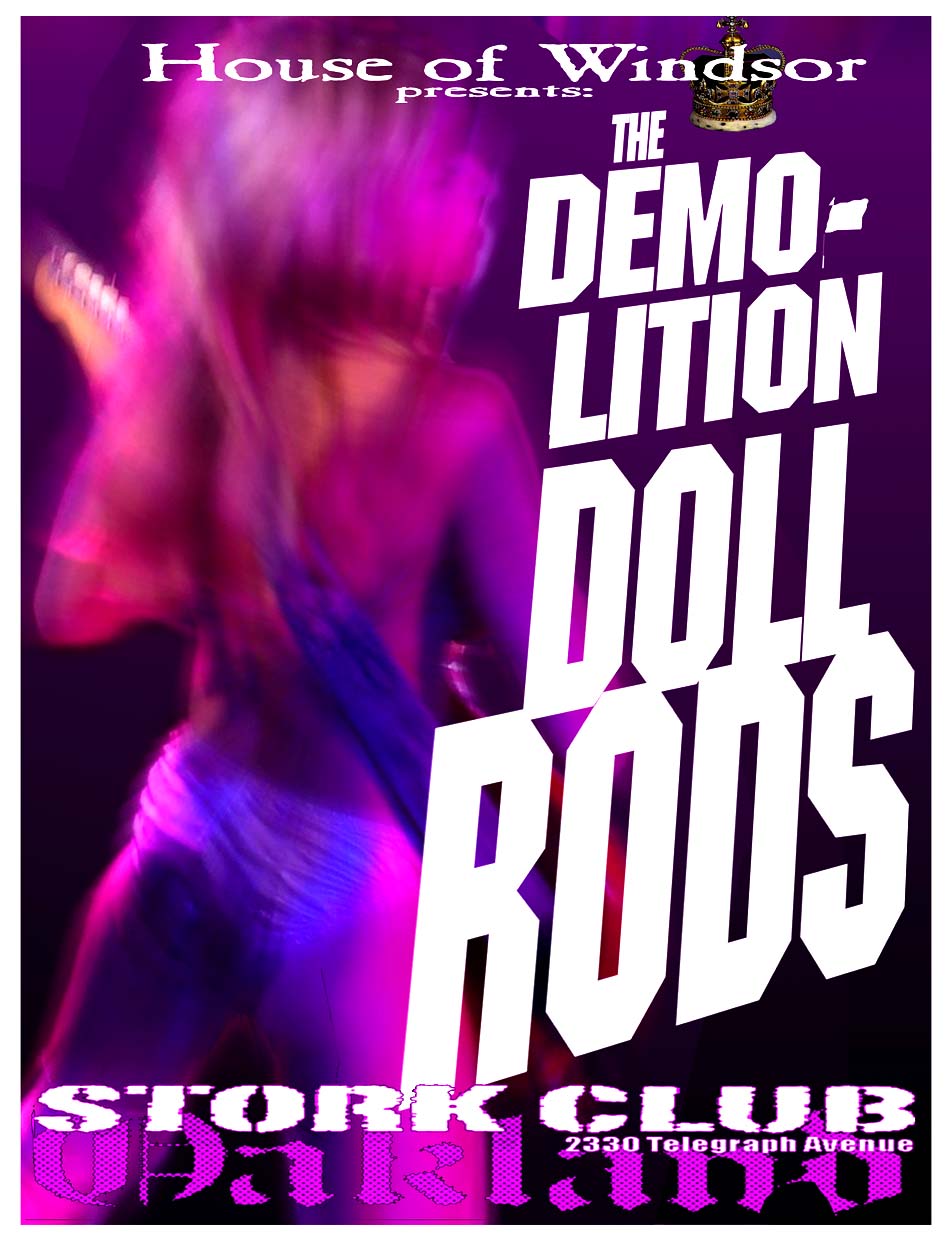 House of Windsor
presents:
THE
DEMO-
LITION
DOLL
RODS
STORK CLUB
2330 Telegraph Avenue
Oakland